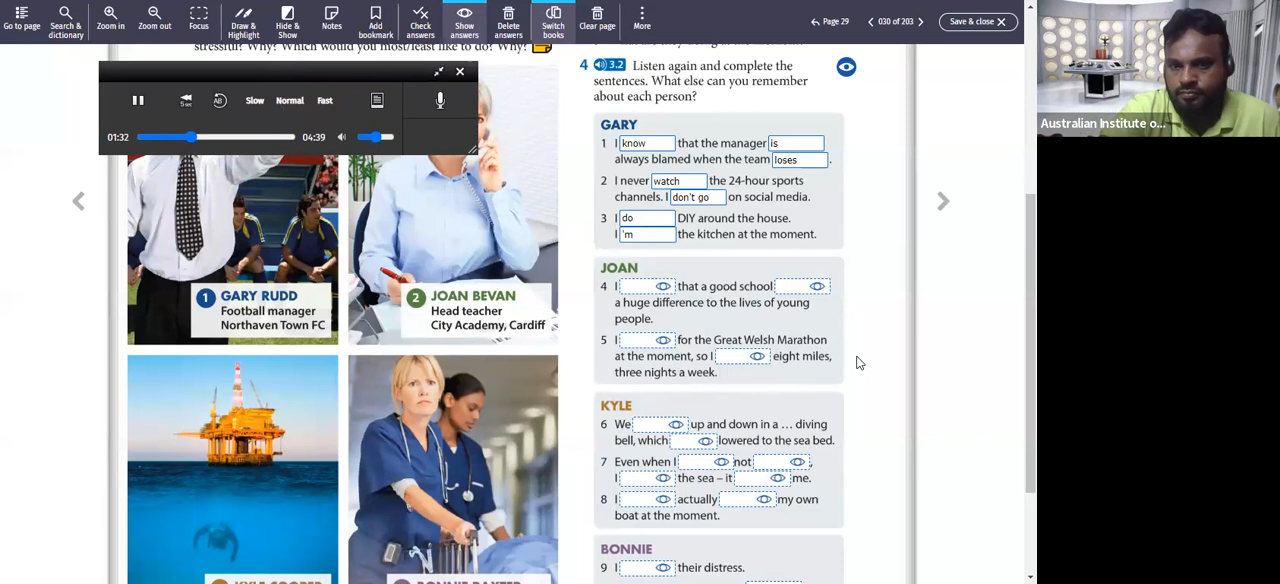 Go to page
Search & dictionary
Zoom in
Zoom out
Focus
Draw & Highlight
Hide & Show
Notes
Add bookmark
Check answers
Show answers
Delete answers
Switch books
Clear page
More
Page 29
030 of 203
Save & close
stressful? Why? Which would you most/least like to do? Why?
5 sec
AB
Slow
Normal
Fast
01:32
04:39
1 GARY RUDD
Football manager
Northaven Town FC
2 JOAN BEVAN
Head teacher
City Academy, Cardiff
KYLE COOPER
BONNIE BAXTER
4 3.2 Listen again and complete the
sentences. What else can you remember
about each person?
GARY
1 I know that the manager is
always blamed when the team loses .
2 I never watch the 24-hour sports
channels. I don't go on social media.
3 I do DIY around the house.
I 'm the kitchen at the moment.
JOAN
4 I that a good school
a huge difference to the lives of young
people.
5 I for the Great Welsh Marathon
at the moment, so I eight miles,
three nights a week.
KYLE
6 We up and down in a … diving
bell, which lowered to the sea bed.
7 Even when I not ,
I the sea – it me.
8 I actually my own
boat at the moment.
BONNIE
9 I their distress.
Australian Institute o...